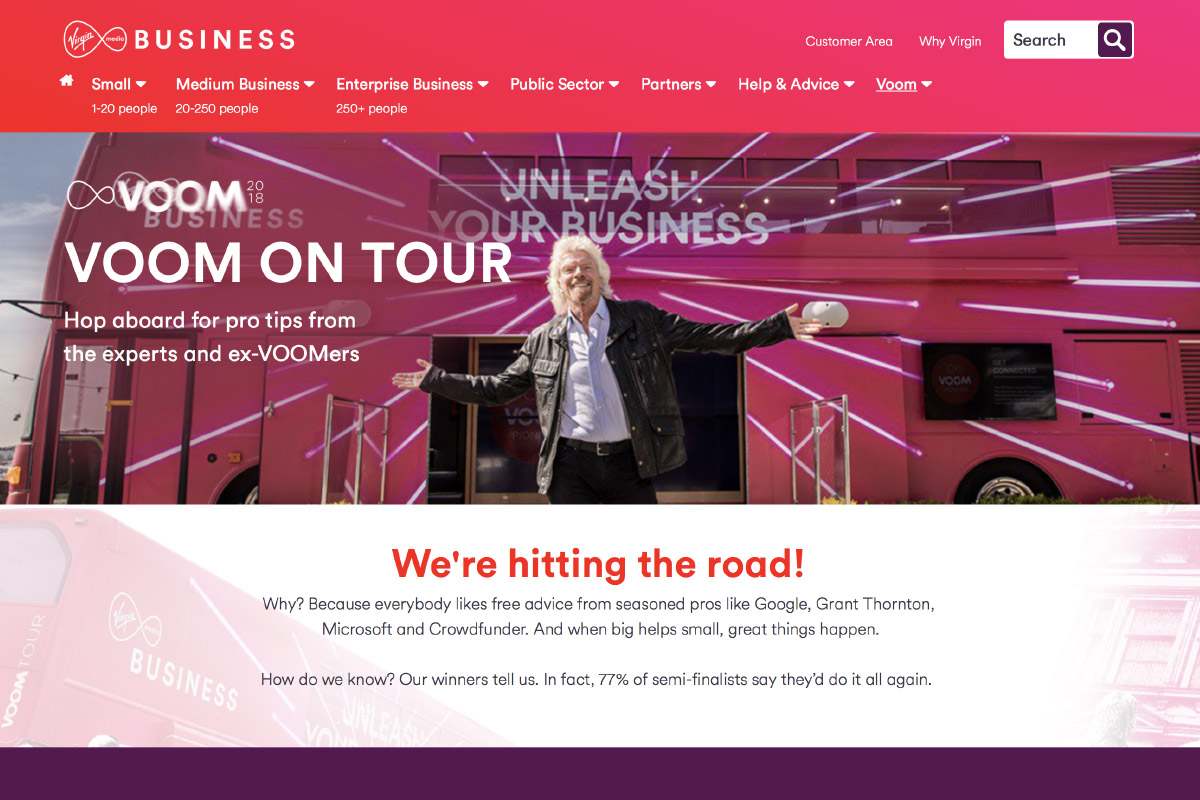 Virgin media BUSINESS
Customer Area
Why Virgin
Search
Small
1-20 people
Medium Business
20-250 people
Enterprise Business
250+ people
Public Sector
Partners
Help & Advice
Voom
VOOM 20
18
BUSINESS
UNLEASH
YOUR BUSINESS
VOOM ON TOUR
Hop aboard for pro tips from
the experts and ex-VOOMers
GET
CONNECTED
VOOM
We're hitting the road!
Why? Because everybody likes free advice from seasoned pros like Google, Grant Thornton,
Microsoft and Crowdfunder. And when big helps small, great things happen.
How do we know? Our winners tell us. In fact, 77% of semi-finalists say they'd do it all again.
VOOM TOUR
Virgin media
BUSINESS
UNLEASH